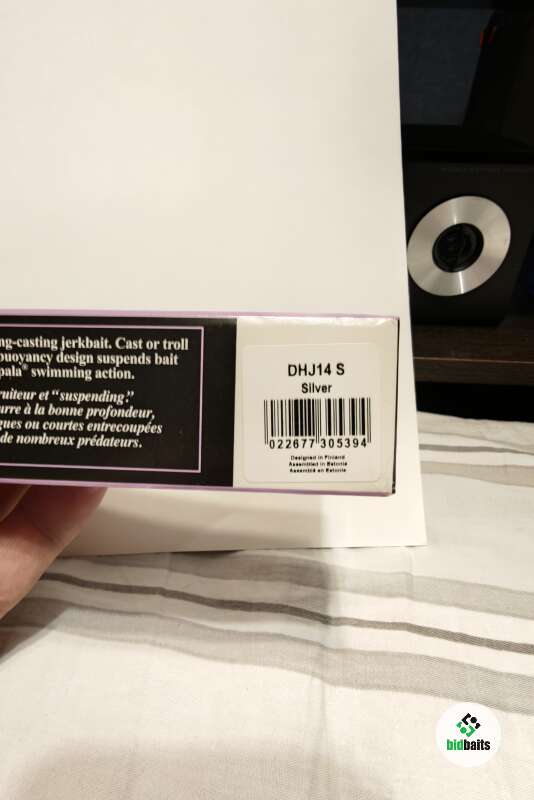 ng-casting jerkbait. Cast or troll
buoyancy design suspends bait
pala® swimming action.
ruiteur et "suspending."
urre à la bonne profondeur,
gues ou courtes entrecoupées
de nombreux prédateurs.
DHJ14 S
Silver
022677 305394
Designed in Finland
Assembled in Estonia
Assemblé en Estonie
bidbaits